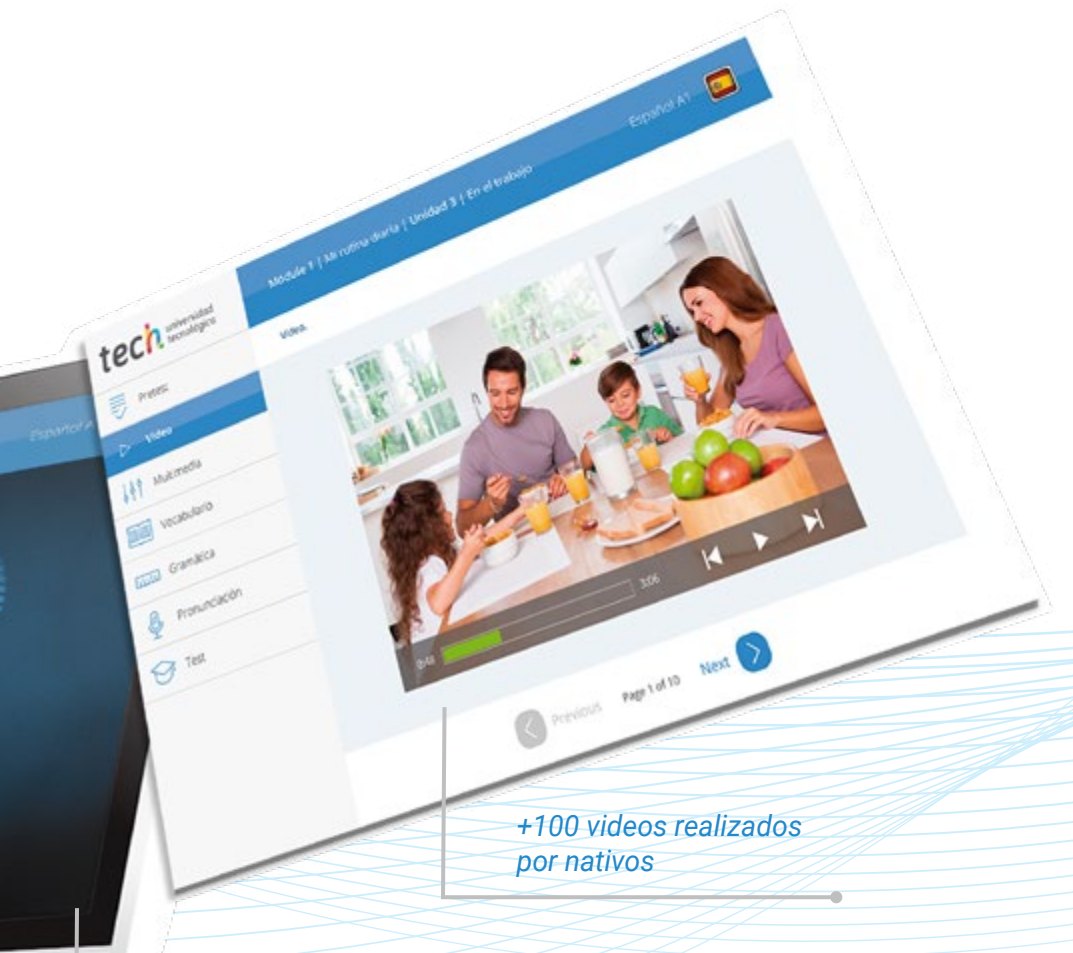 Español A1
Module 1 | Mi rutina diaria | Unidad 3 | En el trabajo
tech universidad
tecnológica
Video
Pretest
Video
Multimedia
Vocabulario
Gramática
Pronunciación
Test
0:48
3:06
Previous
Page 1 of 10
Next
Español A
+100 videos realizados
por nativos